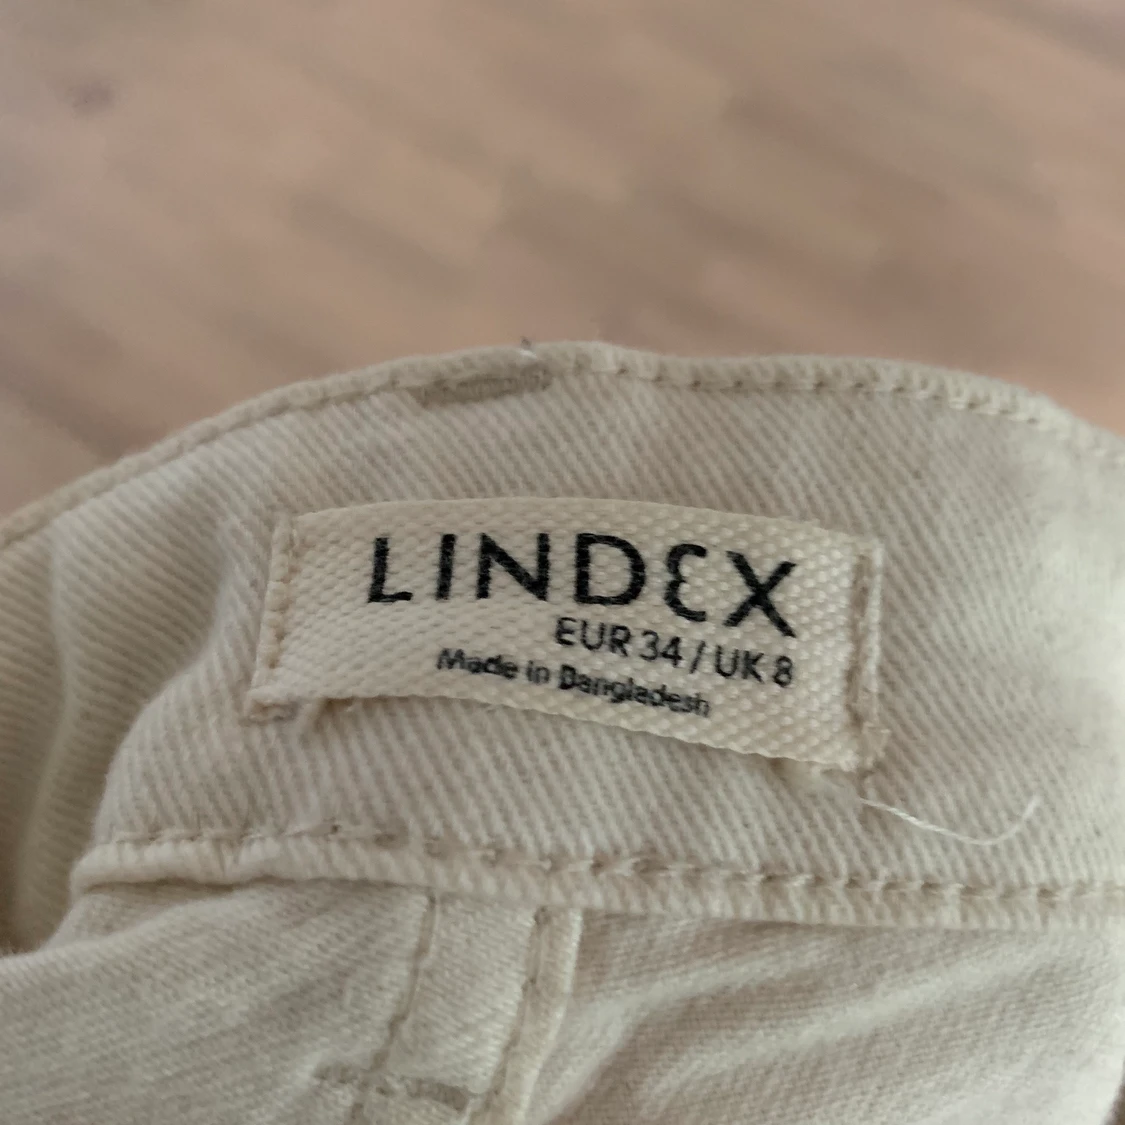 LINDEX
EUR 34 / UK 8
Made in Bangladesh